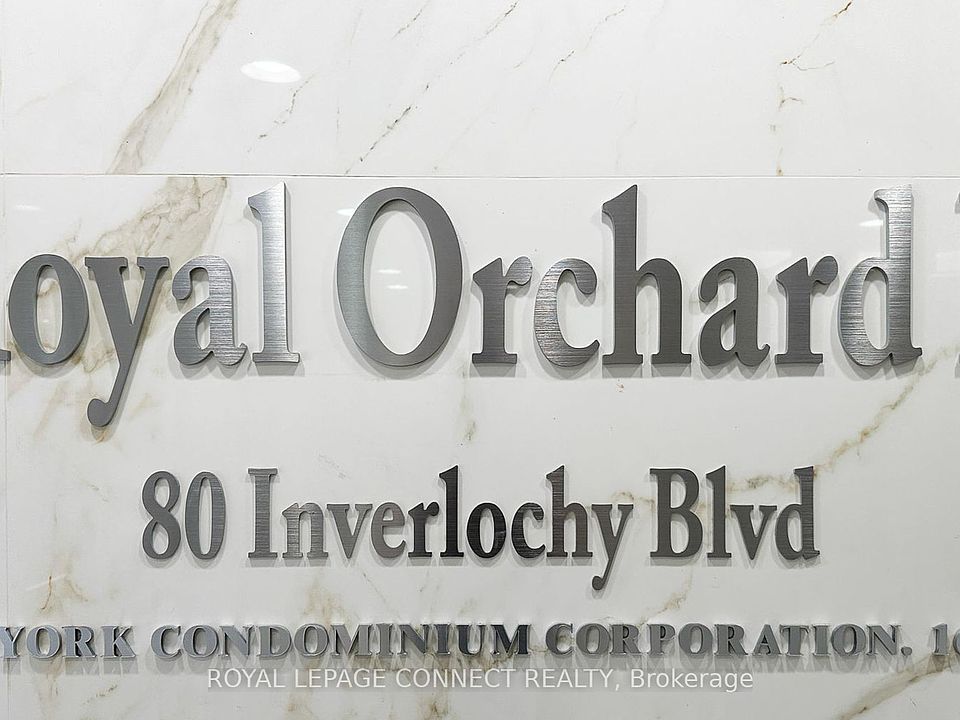 oyal Orchard
80 Inverlochy Blvd
YORK CONDOMINIUM CORPORATION. 1
ROYAL LEPAGE CONNECT REALTY, Brokerage